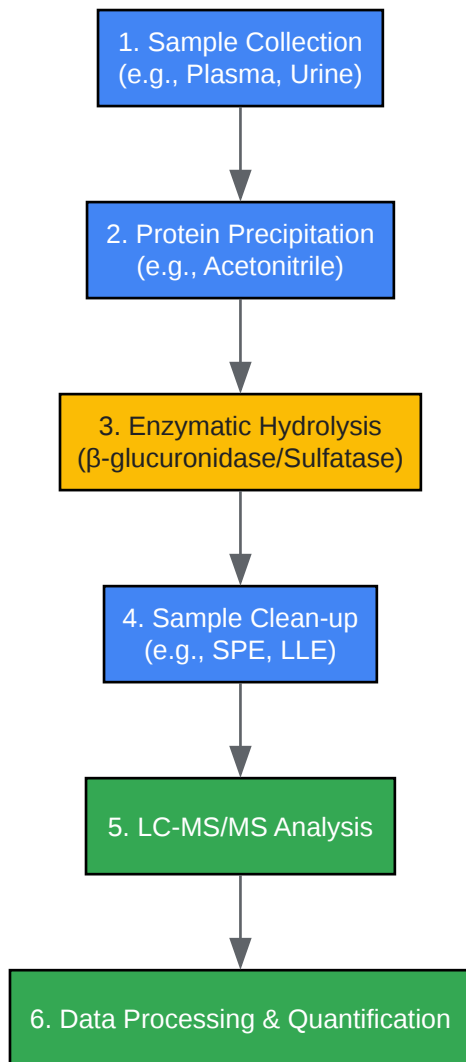 1. Sample Collection
(e.g., Plasma, Urine)
2. Protein Precipitation
(e.g., Acetonitrile)
3. Enzymatic Hydrolysis
(β-glucuronidase/Sulfatase)
4. Sample Clean-up
(e.g., SPE, LLE)
5. LC-MS/MS Analysis
6. Data Processing & Quantification